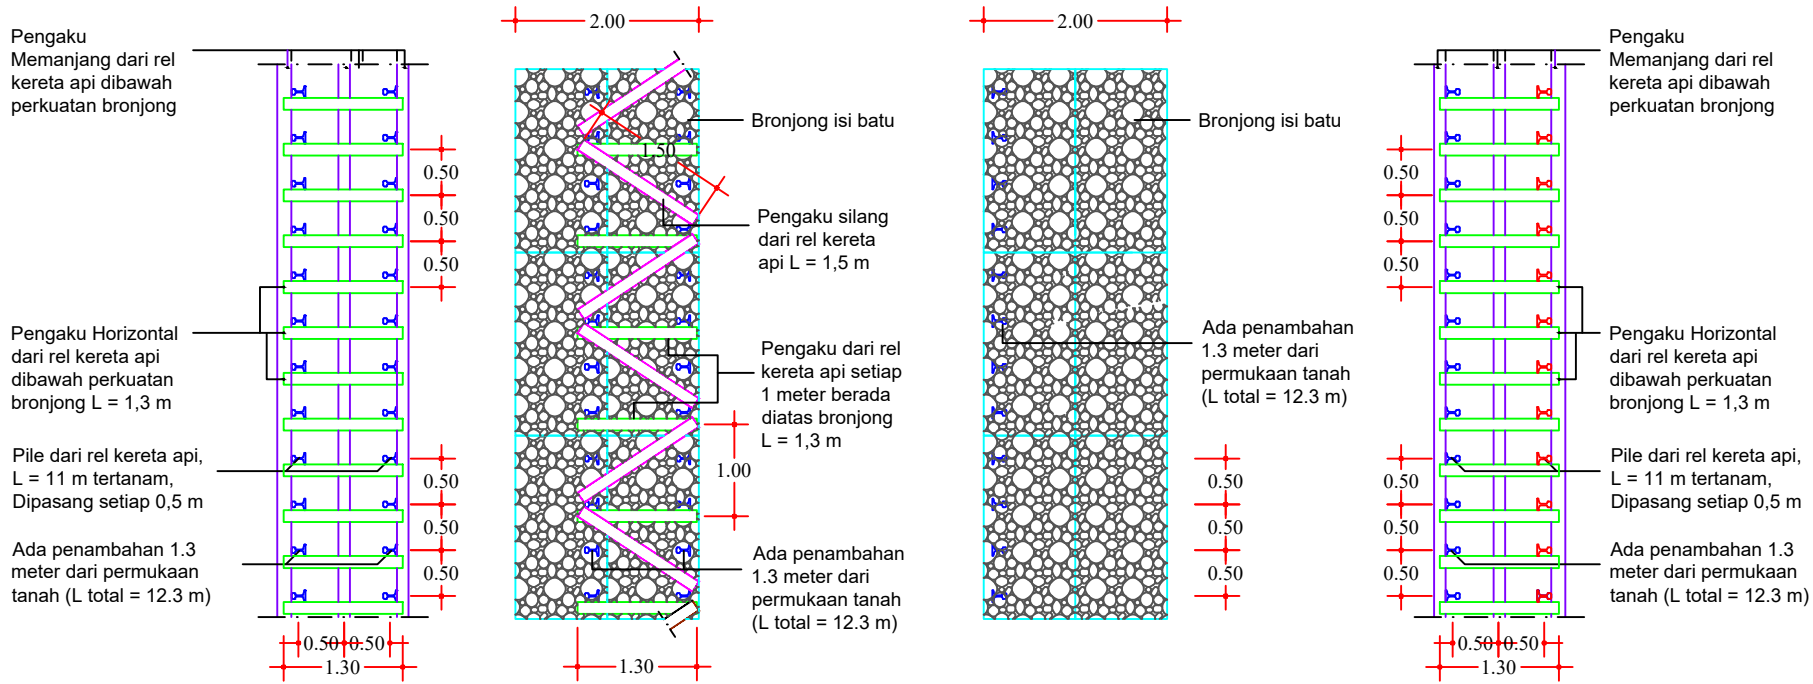 Pengaku
Memanjang dari rel
kereta api dibawah
perkuatan bronjong
0.50
0.50
0.50
Pengaku Horizontal
dari rel kereta api
dibawah perkuatan
bronjong L = 1,3 m
Pile dari rel kereta api,
L = 11 m tertanam,
Dipasang setiap 0,5 m
Ada penambahan 1.3
meter dari permukaan
tanah (L total = 12.3 m)
0.50
0.50
0.50
0.50
0.50
1.30
2.00
Bronjong isi batu
1.50
Pengaku silang
dari rel kereta
api L = 1,5 m
Pengaku dari rel
kereta api setiap
1 meter berada
diatas bronjong
L = 1,3 m
1.00
Ada penambahan
1.3 meter dari
permukaan tanah
(L total = 12.3 m)
1.30
2.00
Bronjong isi batu
Ada penambahan
1.3 meter dari
permukaan tanah
(L total = 12.3 m)
0.50
0.50
0.50
Pengaku
Memanjang dari rel
kereta api dibawah
perkuatan bronjong
0.50
0.50
0.50
Pengaku Horizontal
dari rel kereta api
dibawah perkuatan
bronjong L = 1,3 m
Pile dari rel kereta api,
L = 11 m tertanam,
Dipasang setiap 0,5 m
Ada penambahan 1.3
meter dari permukaan
tanah (L total = 12.3 m)
0.50
0.50
0.50
0.50
0.50
1.30